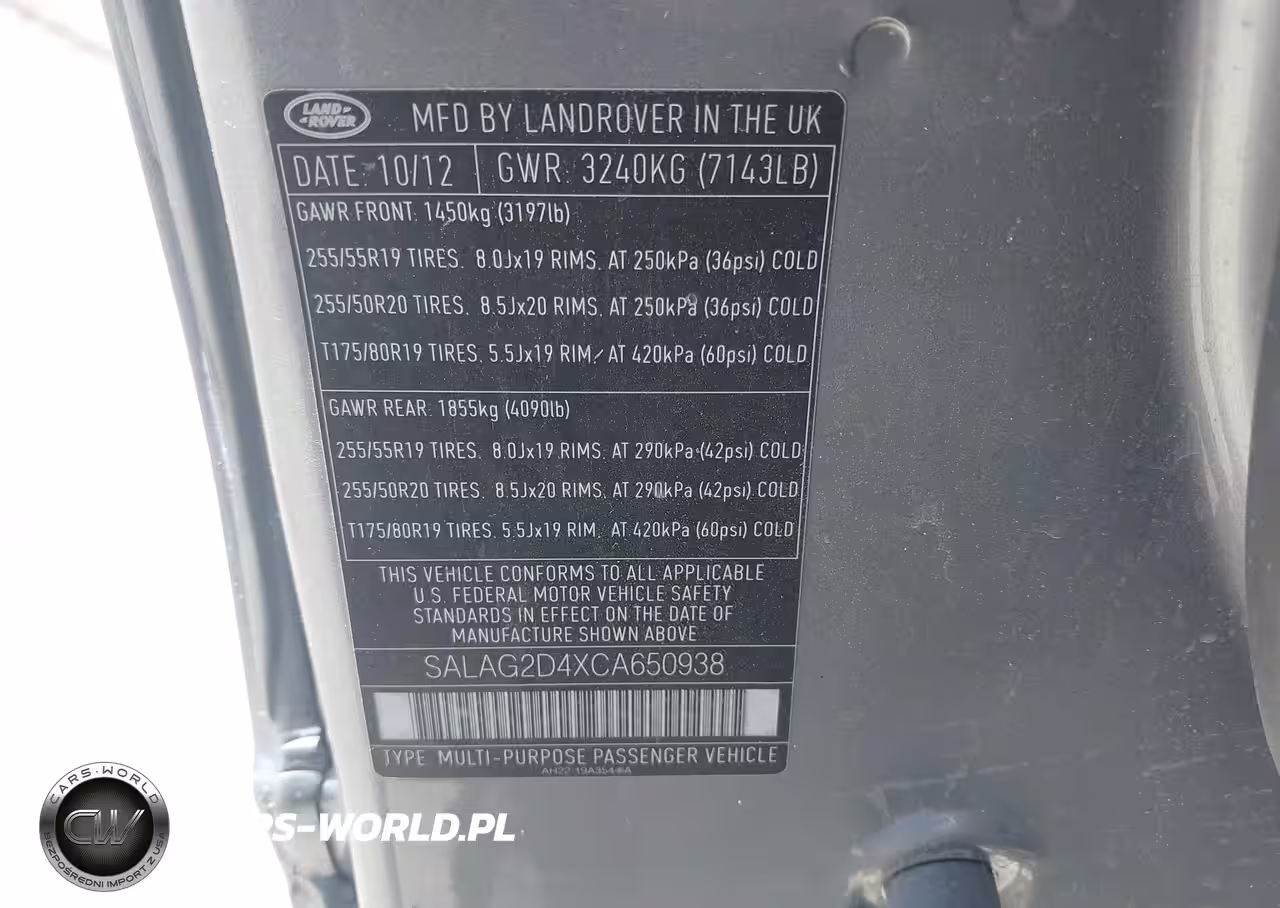 LAND ROVER
MFD BY LANDROVER IN THE UK
DATE: 10/12 GWR: 3240KG (7143LB)
GAWR FRONT: 1450kg (3197lb)
255/55R19 TIRES. 8.0Jx19 RIMS. AT 250kPa (36psi) COLD
255/50R20 TIRES. 8.5Jx20 RIMS. AT 250kPa (36psi) COLD
T175/80R19 TIRES. 5.5Jx19 RIM. AT 420kPa (60psi) COLD
GAWR REAR: 1855kg (4090lb)
255/55R19 TIRES. 8.0Jx19 RIMS. AT 290kPa (42psi) COLD
255/50R20 TIRES. 8.5Jx20 RIMS. AT 290kPa (42psi) COLD
T175/80R19 TIRES. 5.5Jx19 RIM. AT 420kPa (60psi) COLD
THIS VEHICLE CONFORMS TO ALL APPLICABLE
U.S. FEDERAL MOTOR VEHICLE SAFETY
STANDARDS IN EFFECT ON THE DATE OF
MANUFACTURE SHOWN ABOVE
SALAG2D4XCA650938
TYPE MULTI-PURPOSE PASSENGER VEHICLE
CARS-WORLD
CW
BEZPOŚREDNI IMPORT Z USA
RS-WORLD.PL